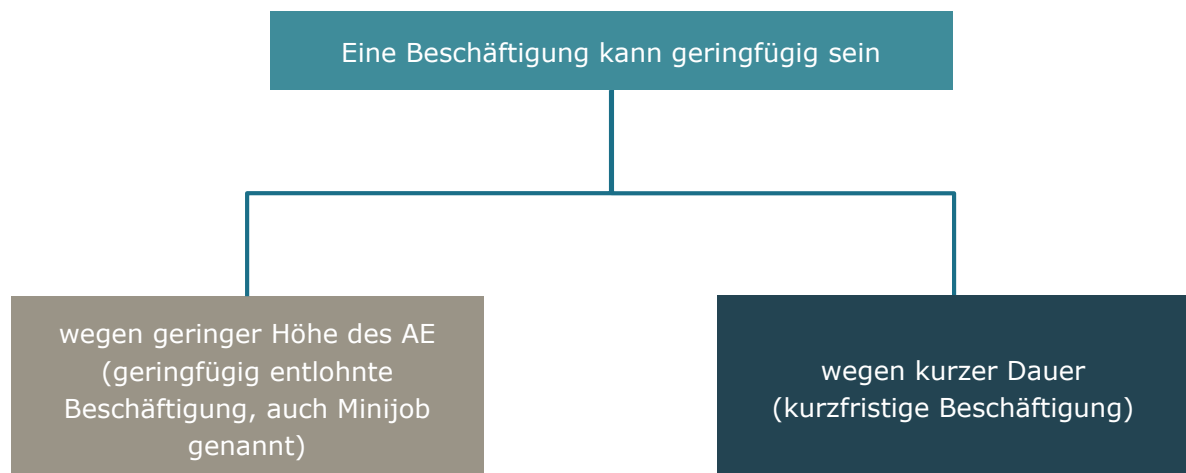 Eine Beschäftigung kann geringfügig sein
wegen geringer Höhe des AE
(geringfügig entlohnte
Beschäftigung, auch Minijob
genannt)
wegen kurzer Dauer
(kurzfristige Beschäftigung)